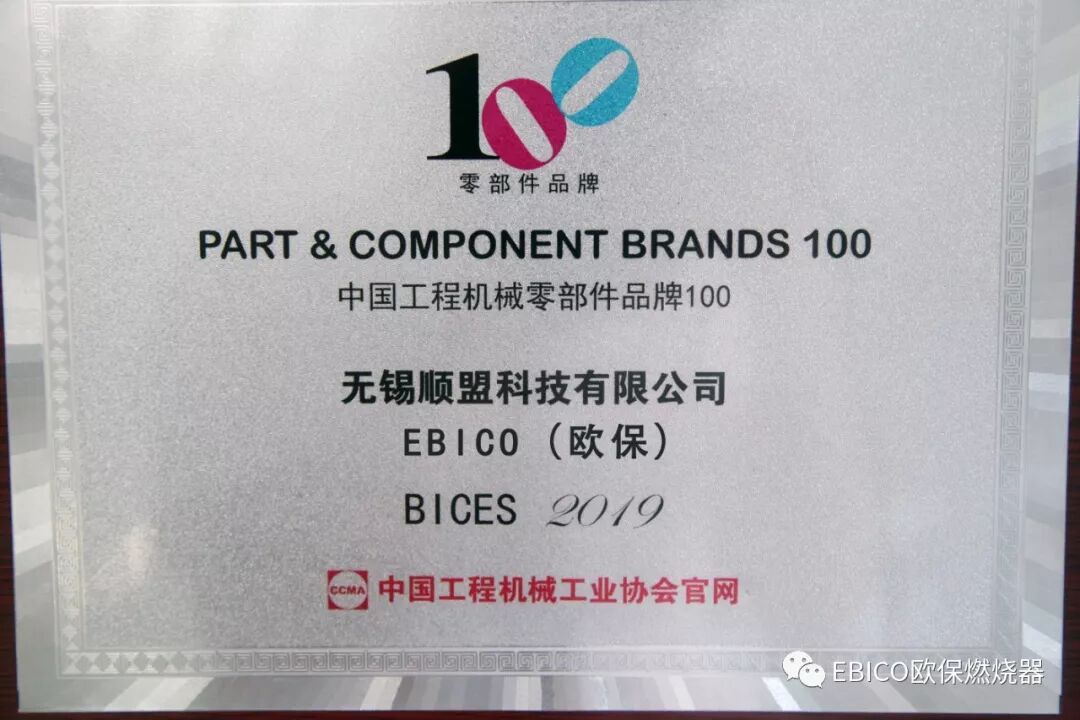 100
零部件品牌
PART & COMPONENT BRANDS 100
中国工程机械零部件品牌100
无锡顺盟科技有限公司
EBICO（欧保）
BICES 2019
CCMA 中国工程机械工业协会官网
EBICO欧保燃烧器